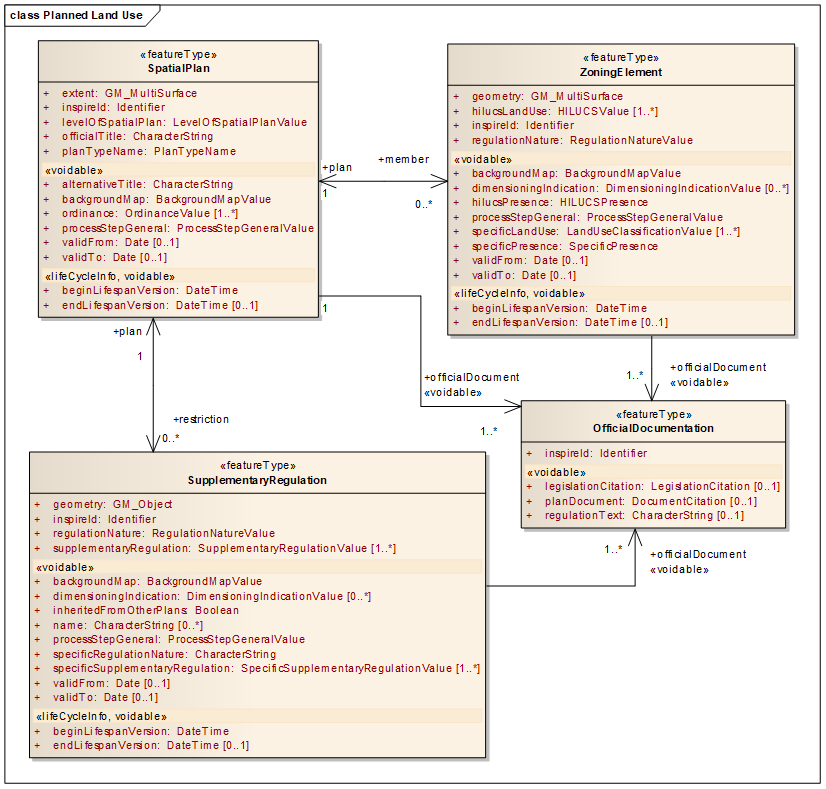 class Planned Land Use
«featureType»
SpatialPlan
+ extent: GM_MultiSurface
+ inspireId: Identifier
+ levelOfSpatialPlan: LevelOfSpatialPlanValue
+ officialTitle: CharacterString
+ planTypeName: PlanTypeName
«voidable»
+ alternativeTitle: CharacterString
+ backgroundMap: BackgroundMapValue
+ ordinance: OrdinanceValue [1..*]
+ processStepGeneral: ProcessStepGeneralValue
+ validFrom: Date [0..1]
+ validTo: Date [0..1]
«lifeCycleInfo, voidable»
+ beginLifespanVersion: DateTime
+ endLifespanVersion: DateTime [0..1]
+plan
1
+member
0..*
«featureType»
ZoningElement
+ geometry: GM_MultiSurface
+ hilucsLandUse: HILUCSValue [1..*]
+ inspireId: Identifier
+ regulationNature: RegulationNatureValue
«voidable»
+ backgroundMap: BackgroundMapValue
+ dimensioningIndication: DimensioningIndicationValue [0..*]
+ hilucsPresence: HILUCSPresence
+ processStepGeneral: ProcessStepGeneralValue
+ specificLandUse: LandUseClassificationValue [1..*]
+ specificPresence: SpecificPresence
+ validFrom: Date [0..1]
+ validTo: Date [0..1]
«lifeCycleInfo, voidable»
+ beginLifespanVersion: DateTime
+ endLifespanVersion: DateTime [0..1]
1
+plan
1
+restriction
0..*
+officialDocument
«voidable»
1..*
1..*
+officialDocument
«voidable»
«featureType»
OfficialDocumentation
+ inspireId: Identifier
«voidable»
+ legislationCitation: LegislationCitation [0..1]
+ planDocument: DocumentCitation [0..1]
+ regulationText: CharacterString [0..1]
1..*
+officialDocument
«voidable»
«featureType»
SupplementaryRegulation
+ geometry: GM_Object
+ inspireId: Identifier
+ regulationNature: RegulationNatureValue
+ supplementaryRegulation: SupplementaryRegulationValue [1..*]
«voidable»
+ backgroundMap: BackgroundMapValue
+ dimensioningIndication: DimensioningIndicationValue [0..*]
+ inheritedFromOtherPlans: Boolean
+ name: CharacterString [0..*]
+ processStepGeneral: ProcessStepGeneralValue
+ specificRegulationNature: CharacterString
+ specificSupplementaryRegulation: SpecificSupplementaryRegulationValue [1..*]
+ validFrom: Date [0..1]
+ validTo: Date [0..1]
«lifeCycleInfo, voidable»
+ beginLifespanVersion: DateTime
+ endLifespanVersion: DateTime [0..1]